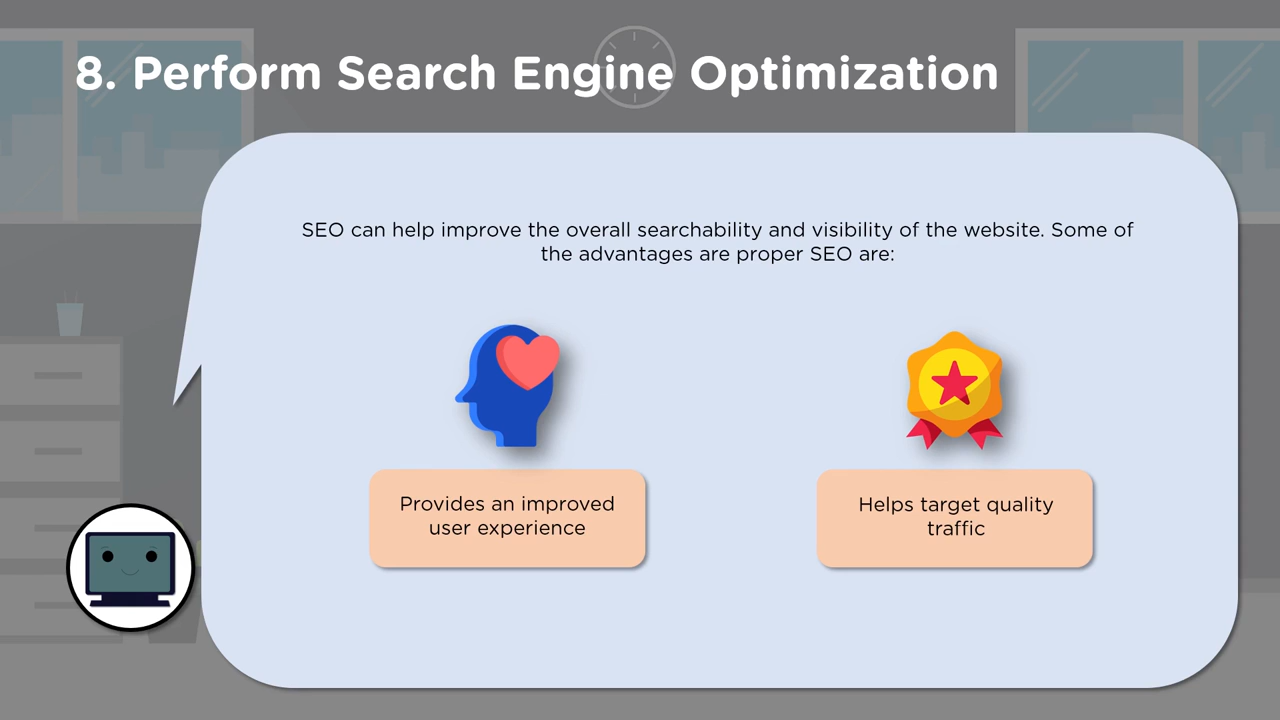 8. Perform Search Engine Optimization
SEO can help improve the overall searchability and visibility of the website. Some of
the advantages are proper SEO are:
Provides an improved
user experience
Helps target quality
traffic